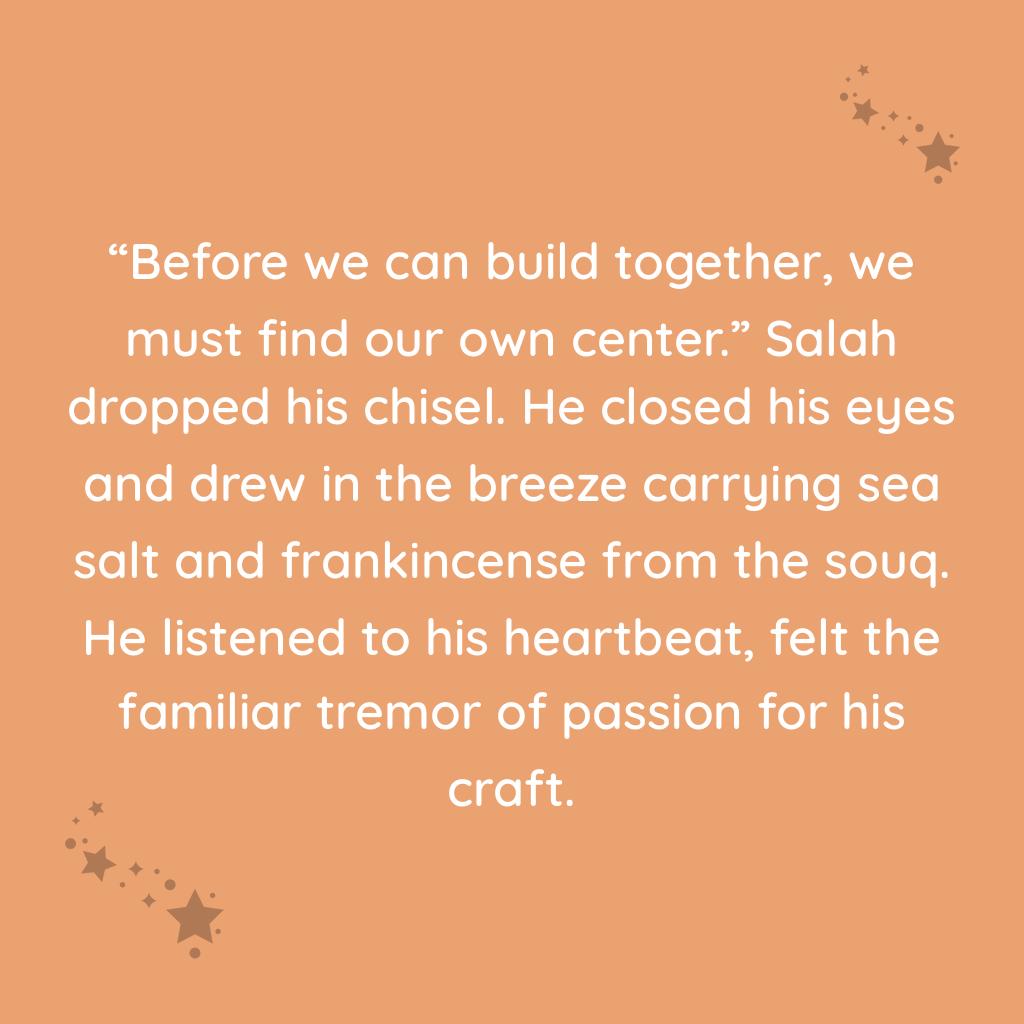 “Before we can build together, we
must find our own center.” Salah
dropped his chisel. He closed his eyes
and drew in the breeze carrying sea
salt and frankincense from the souq.
He listened to his heartbeat, felt the
familiar tremor of passion for his
craft.